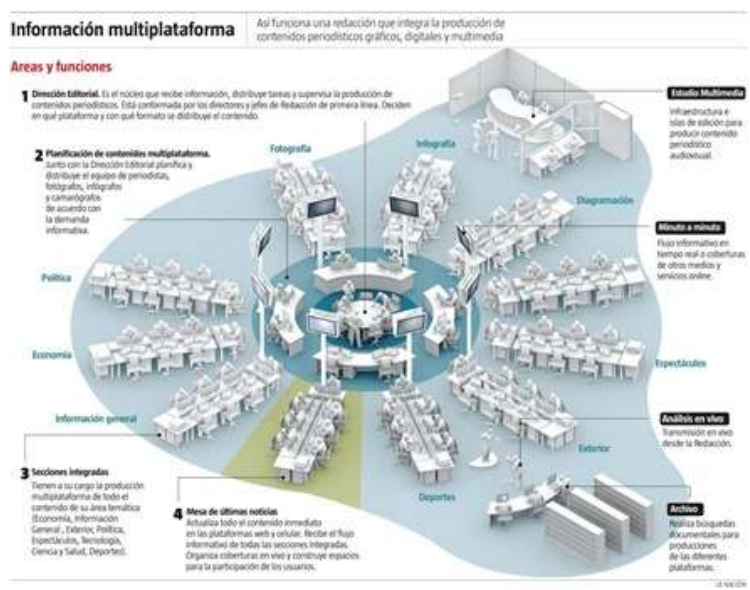 Información multiplataforma
Así funciona una redacción que integra la producción de
contenidos periodísticos gráficos, digitales y multimedia
Areas y funciones
1 Dirección Editorial. Es el núcleo que recibe información, distribuye tareas y supervisa la producción de
contenidos periodísticos. Está conformada por los directores y jefes de Redacción de primera línea. Deciden
en qué plataforma y con qué formato se distribuye el contenido.
2 Planificación de contenidos multiplataforma.
Junto con la Dirección Editorial planifica y
distribuye el equipo de periodistas,
fotógrafos, infógrafos
y camarógrafos
de acuerdo con
la demanda
informativa.
Fotografía
Infografía
Estudio Multimedia
Infraestructura e
islas de edición para
producir contenido
periodístico
audiovisual.
Diagramación
Minuto a minuto
Flujo informativo en
tiempo real o coberturas
de otros medios y
servicios online.
Política
Economía
Espectáculos
Información general
Análisis en vivo
Transmisión en vivo
desde la Redacción.
Exterior
Deportes
3 Secciones integradas
Tienen a su cargo la producción
multiplataforma de todo el
contenido de su área temática
(Economía, Información
General , Exterior, Política,
Espectáculos, Tecnología,
Ciencia y Salud, Deportes).
4 Mesa de últimas noticias
Actualiza todo el contenido inmediato
en las plataformas web y celular. Recibe el flujo
informativo de todas las secciones integradas.
Organiza coberturas en vivo y construye espacios
para la participación de los usuarios.
Archivo
Realiza búsquedas
documentales para
producciones
de las diferentes
plataformas.
LA NACIÓN